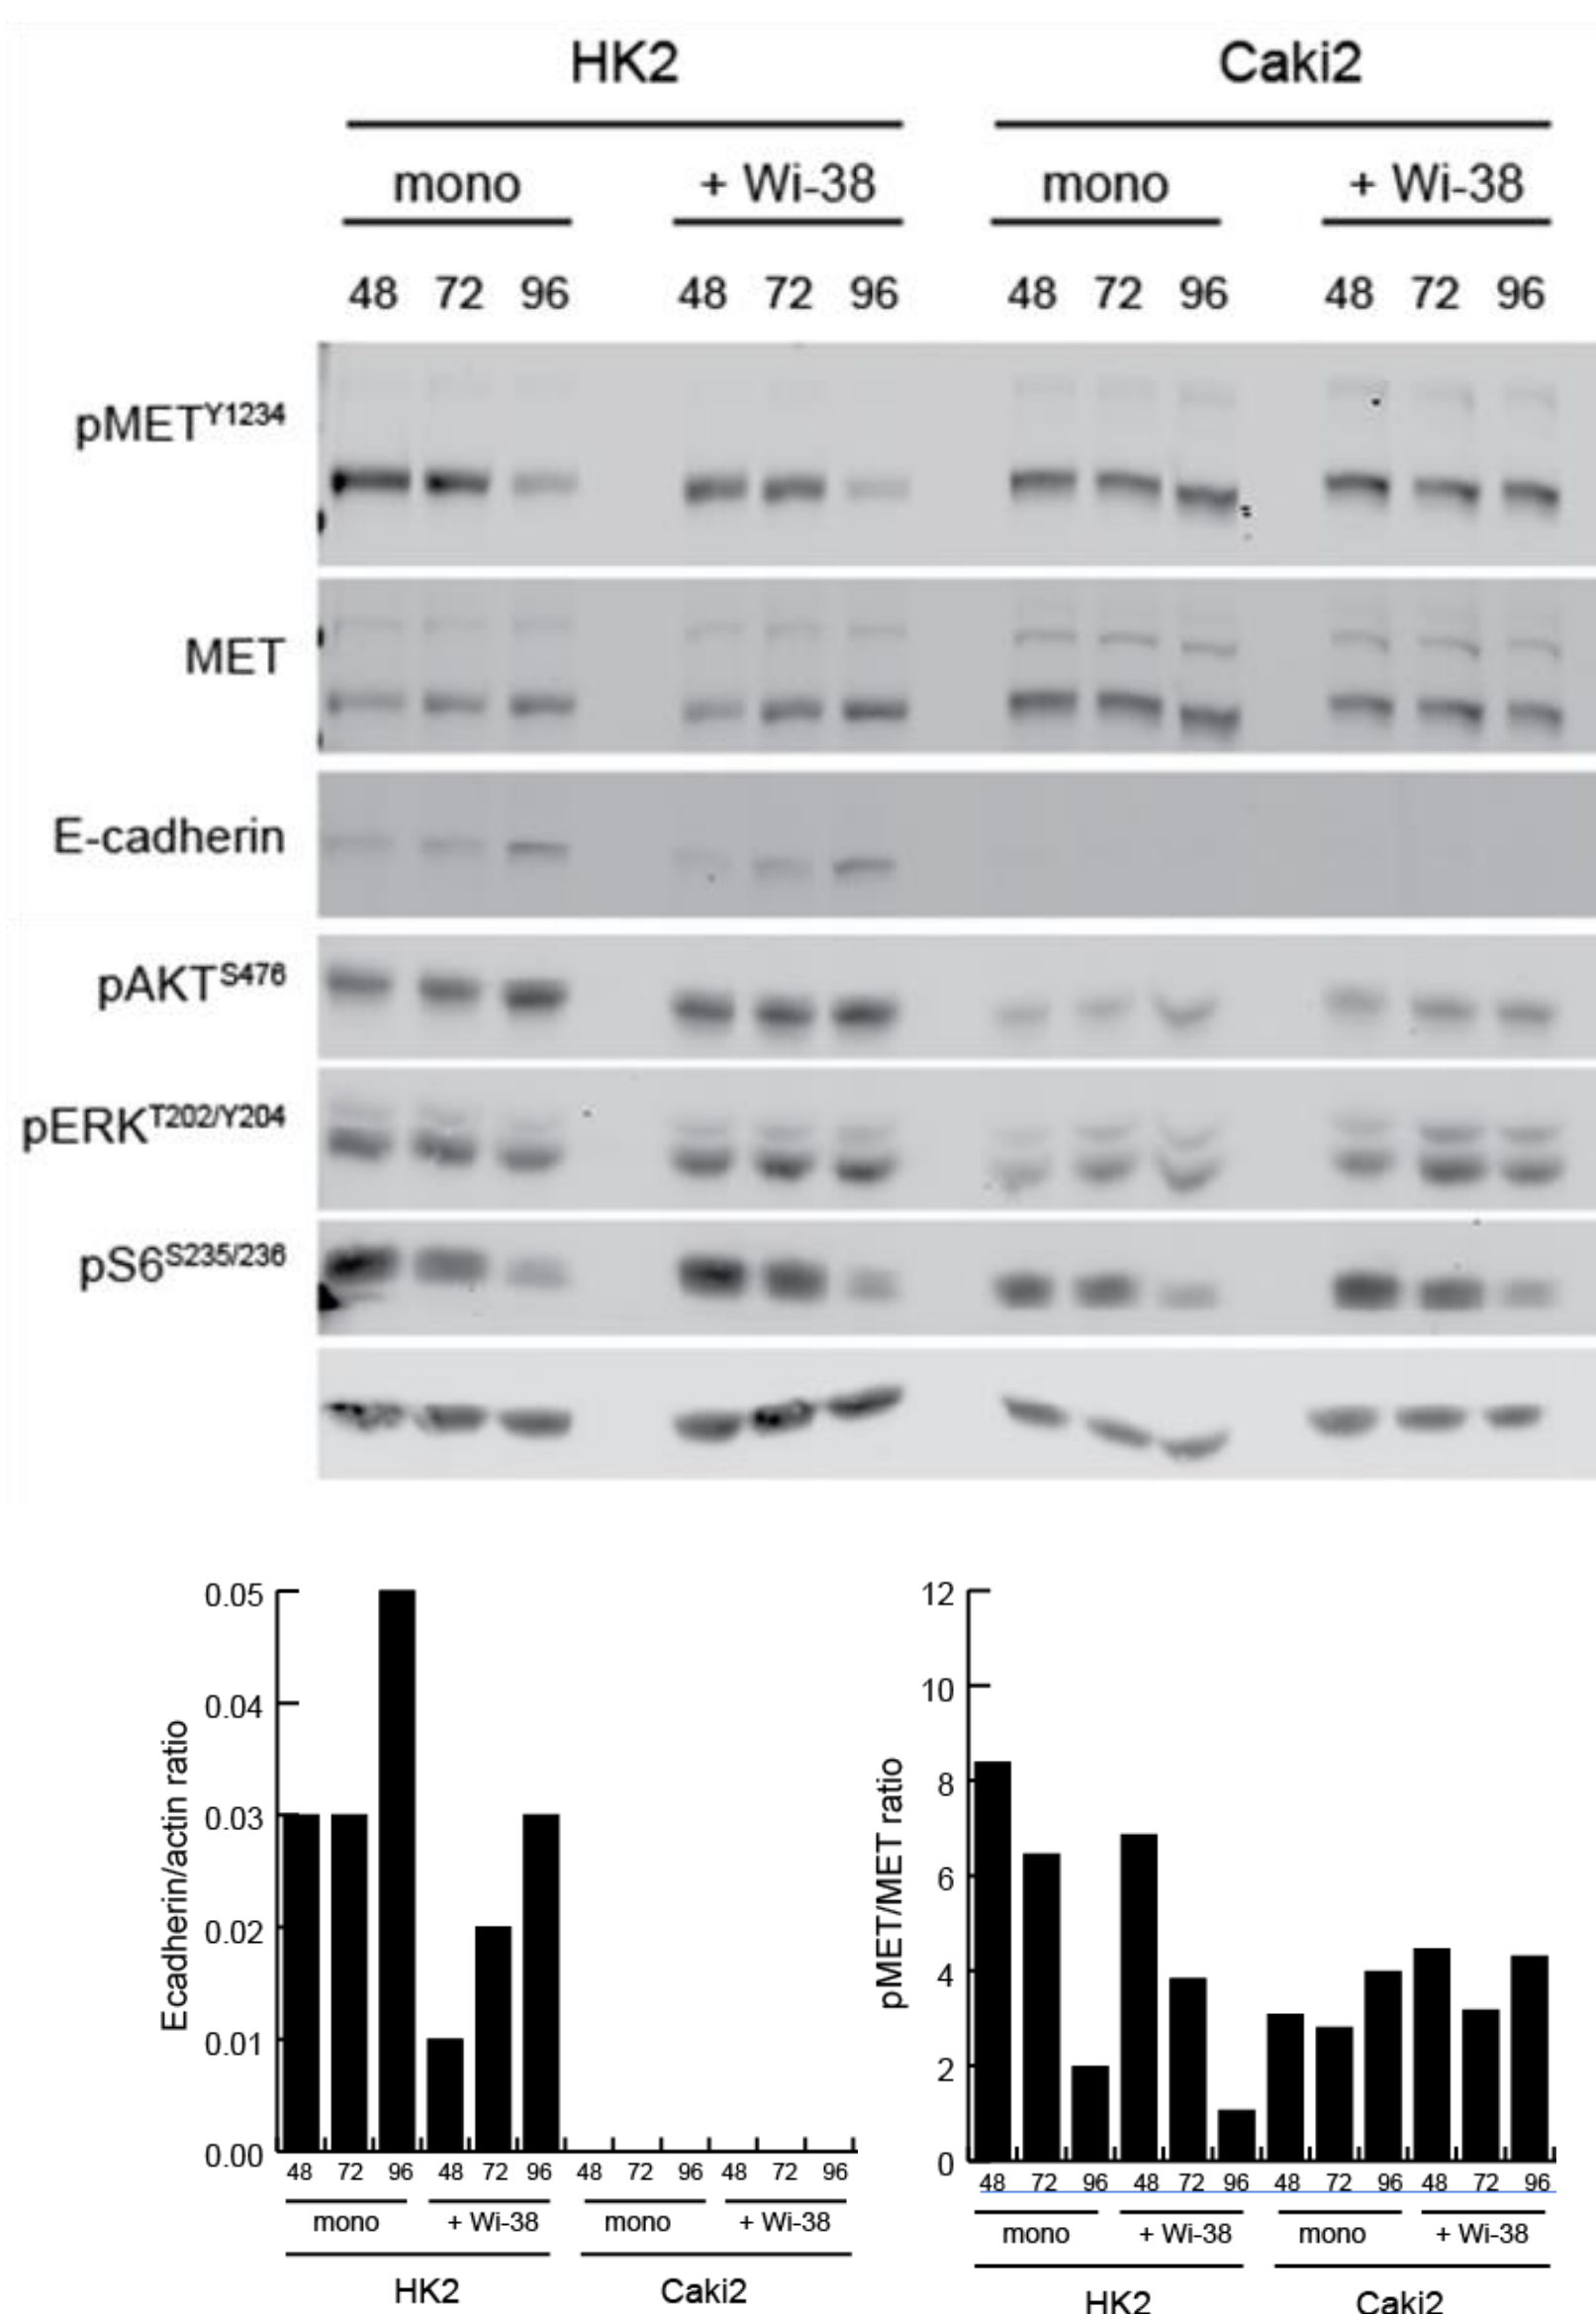 HK2 Caki2
mono + Wi-38 mono + Wi-38
48 72 96 48 72 96 48 72 96 48 72 96
pMETY1234
MET
E-cadherin
pAKTS476
pERKT202/Y204
pS6S235/236
Ecadherin/actin ratio
0.05
0.04
0.03
0.02
0.01
0.00
48 72 96 48 72 96 48 72 96 48 72 96
mono + Wi-38 mono + Wi-38
HK2 Caki2
pMET/MET ratio
12
10
8
6
4
2
0
48 72 96 48 72 96 48 72 96 48 72 96
mono + Wi-38 mono + Wi-38
HK2 Caki2